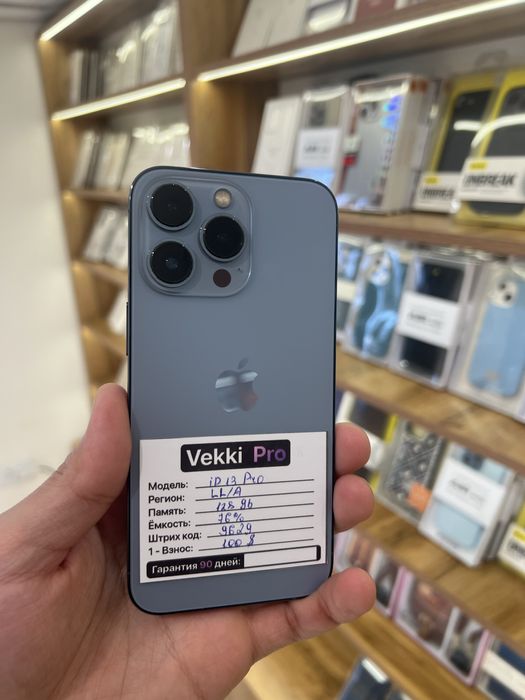 UNBREAK
Vekki Pro
Модель: iP 13 Pro
Регион: LL/A
Память: 128 gb
Ёмкость: 76%
Штрих код: 9629
1 - Взнос: 100 $
Гарантия 90 дней: